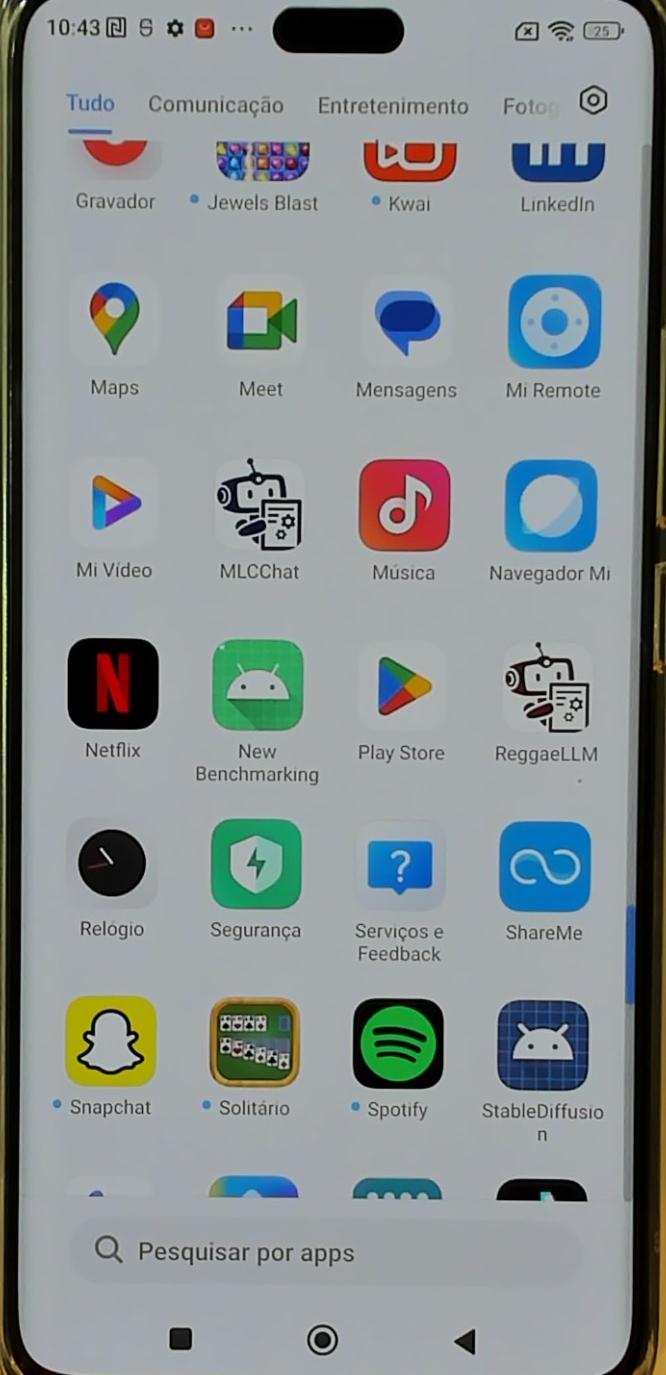 10:43 25
Tudo Comunicação Entretenimento Fotog
Gravador Jewels Blast Kwai LinkedIn
Maps Meet Mensagens Mi Remote
Mi Vídeo MLCChat Música Navegador Mi
N
Netflix New Play Store ReggaeLLM
Benchmarking
?
Relógio Segurança Serviços e ShareMe
Feedback
Snapchat Solitário Spotify StableDiffusio
n
Pesquisar por apps